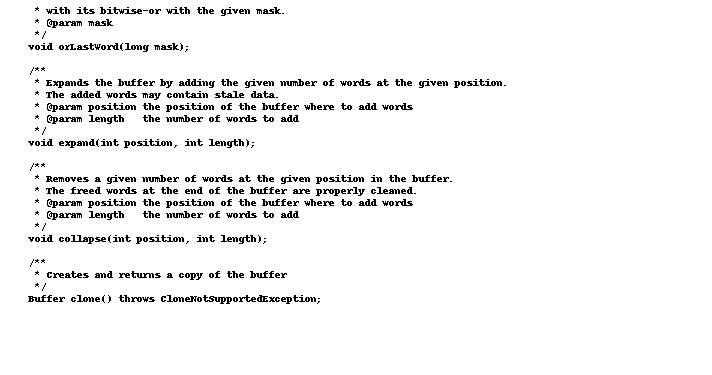 * with its bitwise-or with the given mask.
* @param mask
*/
void orLastWord(long mask);
/**
* Expands the buffer by adding the given number of words at the given position.
* The added words may contain stale data.
* @param position the position of the buffer where to add words
* @param length   the number of words to add
*/
void expand(int position, int length);
/**
* Removes a given number of words at the given position in the buffer.
* The freed words at the end of the buffer are properly cleaned.
* @param position the position of the buffer where to add words
* @param length   the number of words to add
*/
void collapse(int position, int length);
/**
* Creates and returns a copy of the buffer
*/
Buffer clone() throws CloneNotSupportedException;